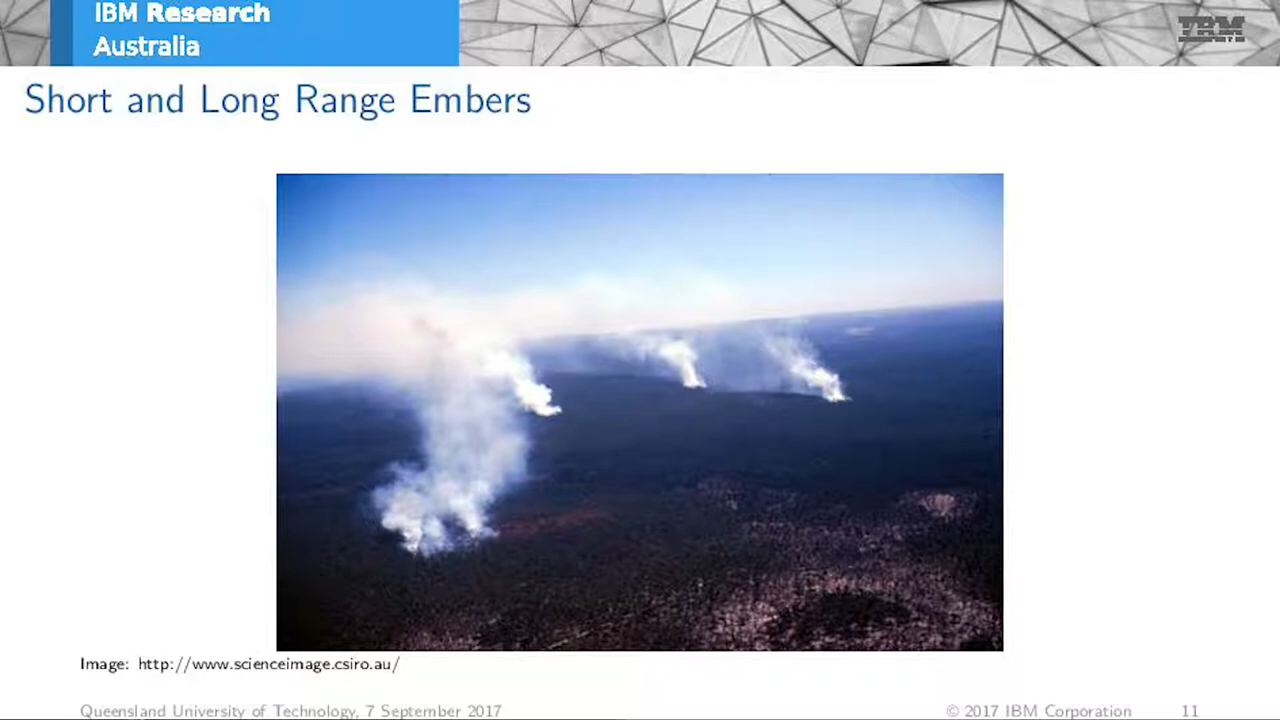 IBM Research
Australia
IBM
Short and Long Range Embers
Image: http://www.scienceimage.csiro.au/
Queensland University of Technology, 7 September 2017
© 2017 IBM Corporation
11